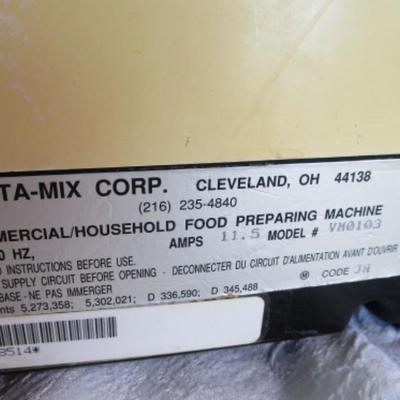 TA-MIX CORP. CLEVELAND, OH 44138
(216) 235-4840
MERCIAL/HOUSEHOLD FOOD PREPARING MACHINE
0 HZ, AMPS 11.5 MODEL # VM0103
D INSTRUCTIONS BEFORE USE.
SUPPLY CIRCUIT BEFORE OPENING - DECONNECTER DU CIRCUIT D'ALIMENTATION AVANT D'OUVRIR
BASE - NE PAS IMMERGER M CODE JH
ents 5,273,358; 5,302,021; D 336,590; D 345,488
8514*